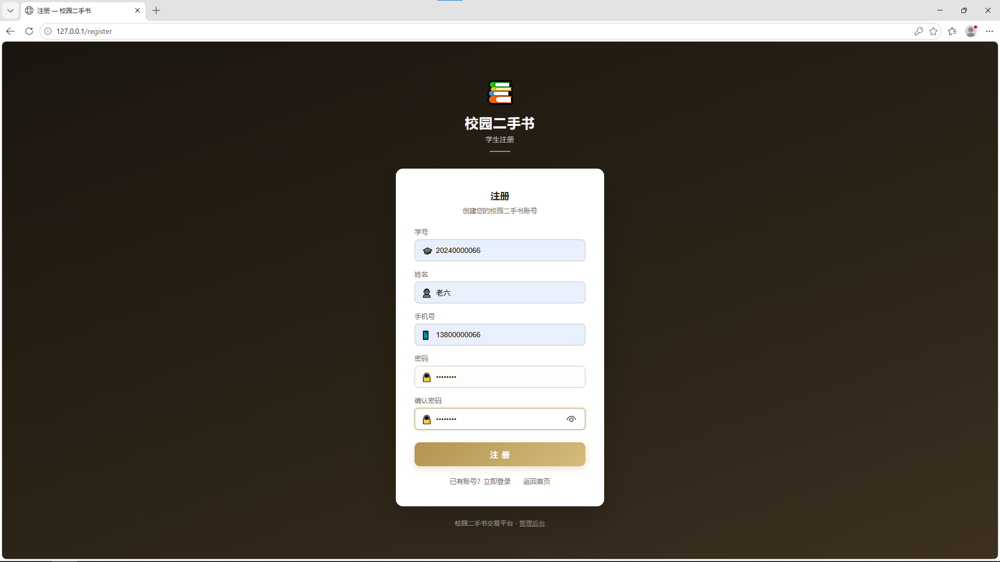 注册 — 校园二手书
127.0.0.1/register
校园二手书
学生注册
注册
创建您的校园二手书账号
学号
20240000066
姓名
老六
手机号
13800000066
密码
••••••••
确认密码
••••••••
注 册
已有账号？立即登录 返回首页
校园二手书交易平台 · 管理后台